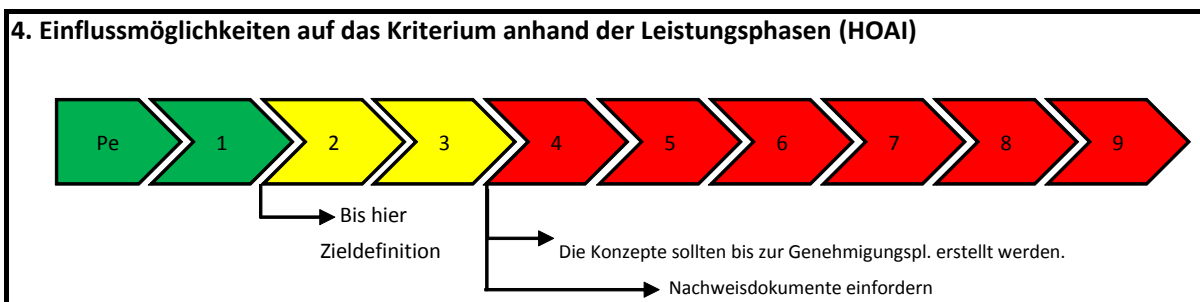 4. Einflussmöglichkeiten auf das Kriterium anhand der Leistungsphasen (HOAI)
Pe 1 2 3 4 5 6 7 8 9
Bis hier
Zieldefinition
Die Konzepte sollten bis zur Genehmigungspl. erstellt werden.
Nachweisdokumente einfordern